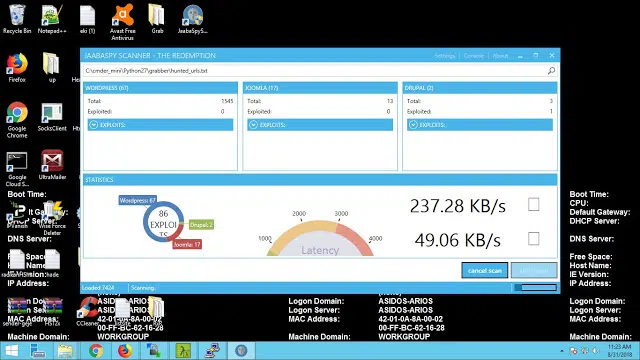 Recycle Bin
Notepad++
eki (1)
Avast Free Antivirus
Grab
JaabaSpy S...
JAABASPY SCANNER - THE REDEMPTION
Settings
About
C:\cmder_mini\Python27\grabber\hunted_urls.txt
Firefox
up
WORDPRESS (67)
JOOMLA (17)
DRUPAL (2)
Total: 1545
Exploited: 0
Total: 13
Exploited: 0
Total: 3
Exploited: 1
EXPLOITS:
EXPLOITS:
EXPLOITS:
Google Chrome
SocksClient
Google Cloud S...
UltraMailer
STATISTICS
Wordpress: 67
86
EXPLOI
TS
Drupal: 2
Joomla: 17
1000
2000
3000
4000
Latency
237.28 KB/s
49.06 KB/s
cancel scan
Loaded 7424
Scanning.
Boot Time:
Default Gateway:
DHCP Server:
DNS Server:
Free Space:
Host Name:
IE Version:
IP Address:
Wise Force Deleter
CCleaner
Logon Domain:
Logon Server:
MAC Address:
Machine Domain:
ASIDOS-ARIOS
ASIDOS-ARIOS
42-01-0A-8A-00-02
00-FF-BC-62-16-28
WORKGROUP
Logon Domain:
Logon Server:
MAC Address:
Machine Domain:
ASIDOS-ARIOS
ASIDOS-ARIOS
42-01-0A-8A-00-02
00-FF-BC-62-16-28
WORKGROUP
Boot Time:
CPU:
Default Gateway:
DHCP Server:
DNS Server:
Free Space:
Host Name:
IE Version:
IP Address:
Logon Domain:
Logon Server:
MAC Address:
Machine Domain:
11:23 AM
8/31/2018